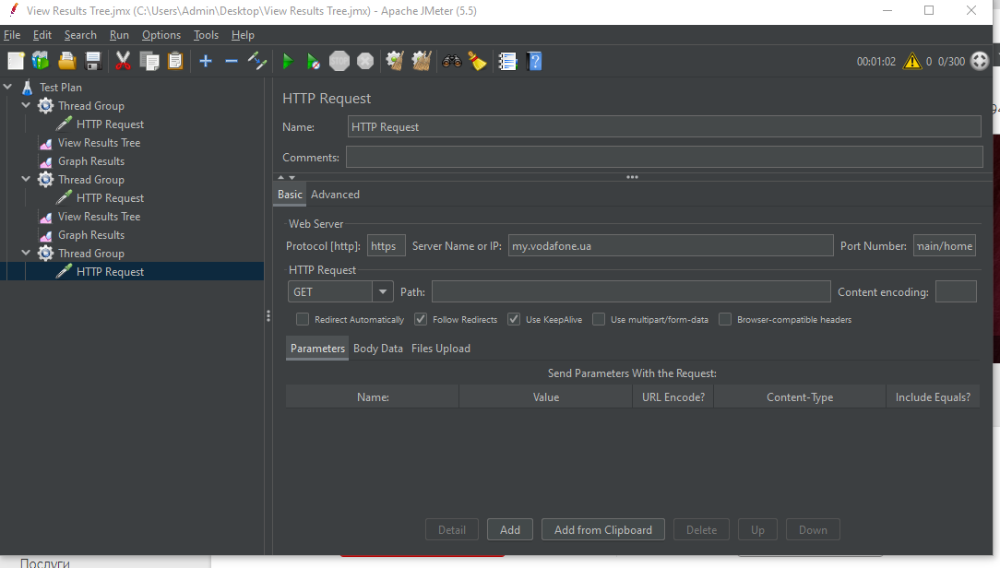 View Results Tree.jmx (C:\Users\Admin\Desktop\View Results Tree.jmx) - Apache JMeter (5.5)
File Edit Search Run Options Tools Help
00:01:02 0 0/300
Test Plan
Thread Group
HTTP Request
View Results Tree
Graph Results
Thread Group
HTTP Request
View Results Tree
Graph Results
Thread Group
HTTP Request
HTTP Request
Name: HTTP Request
Comments:
Basic Advanced
Web Server
Protocol [http]: https Server Name or IP: my.vodafone.ua Port Number: main/home
HTTP Request
GET Path: Content encoding:
Redirect Automatically Follow Redirects Use KeepAlive Use multipart/form-data Browser-compatible headers
Parameters Body Data Files Upload
Send Parameters With the Request:
Name: Value URL Encode? Content-Type Include Equals?
Detail Add Add from Clipboard Delete Up Down
Послуги